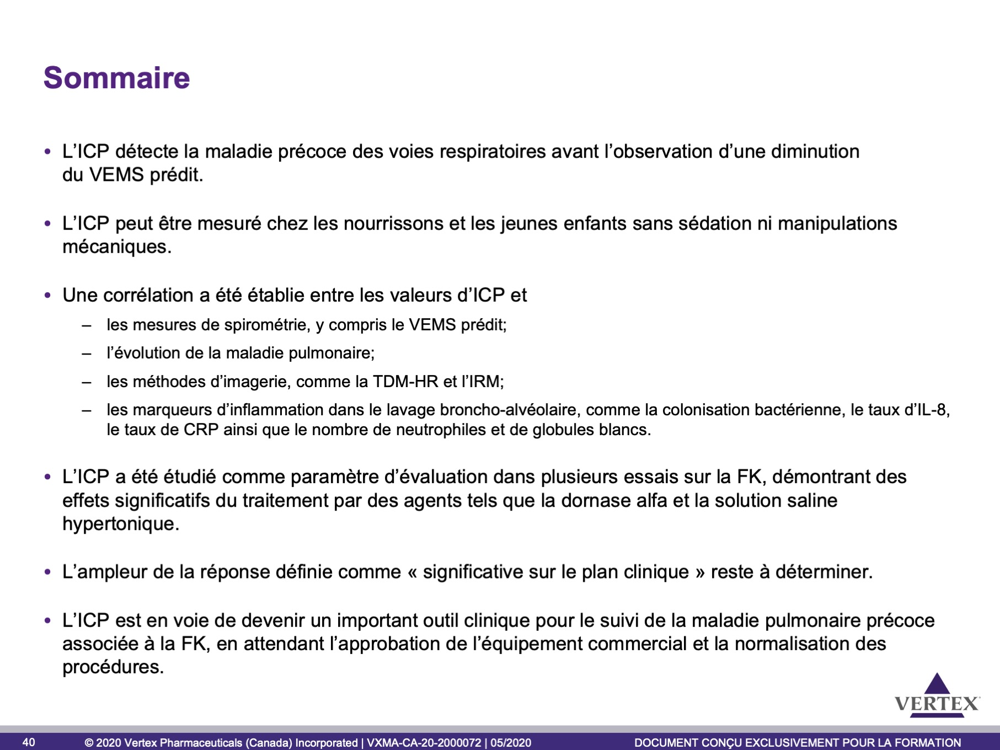 Sommaire
• L’ICP détecte la maladie précoce des voies respiratoires avant l’observation d’une diminution
du VEMS prédit.
• L’ICP peut être mesuré chez les nourrissons et les jeunes enfants sans sédation ni manipulations
mécaniques.
• Une corrélation a été établie entre les valeurs d’ICP et
– les mesures de spirométrie, y compris le VEMS prédit;
– l’évolution de la maladie pulmonaire;
– les méthodes d’imagerie, comme la TDM-HR et l’IRM;
– les marqueurs d’inflammation dans le lavage broncho-alvéolaire, comme la colonisation bactérienne, le taux d’IL-8,
le taux de CRP ainsi que le nombre de neutrophiles et de globules blancs.
• L’ICP a été étudié comme paramètre d’évaluation dans plusieurs essais sur la FK, démontrant des
effets significatifs du traitement par des agents tels que la dornase alfa et la solution saline
hypertonique.
• L’ampleur de la réponse définie comme « significative sur le plan clinique » reste à déterminer.
• L’ICP est en voie de devenir un important outil clinique pour le suivi de la maladie pulmonaire précoce
associée à la FK, en attendant l’approbation de l’équipement commercial et la normalisation des
procédures.
VERTEX
40 © 2020 Vertex Pharmaceuticals (Canada) Incorporated | VXMA-CA-20-2000072 | 05/2020 DOCUMENT CONÇU EXCLUSIVEMENT POUR LA FORMATION